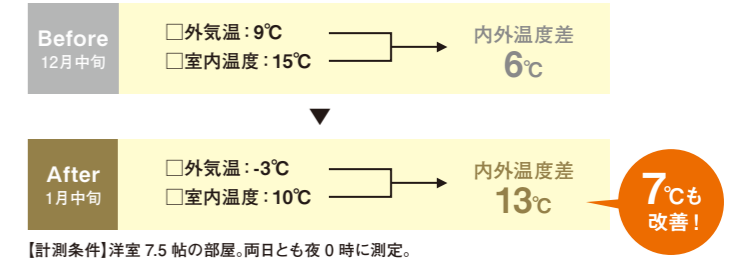 Before
12月中旬
□外気温：9℃
□室内温度：15℃
内外温度差
6℃
▼
After
1月中旬
□外気温：-3℃
□室内温度：10℃
内外温度差
13℃
7℃も
改善！
【計測条件】洋室 7.5 帖の部屋。両日とも夜 0 時に測定。